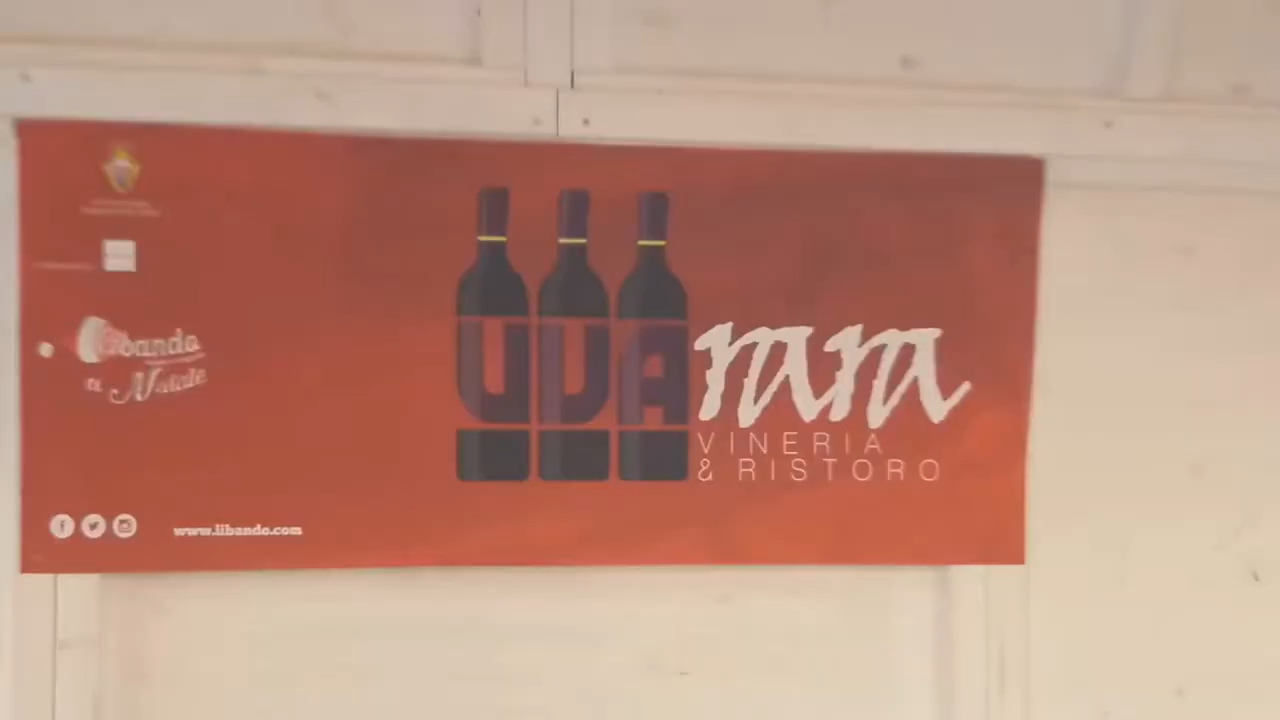 Libando
a Natale
www.libando.com
UVA
rara
VINERIA
& RISTORO